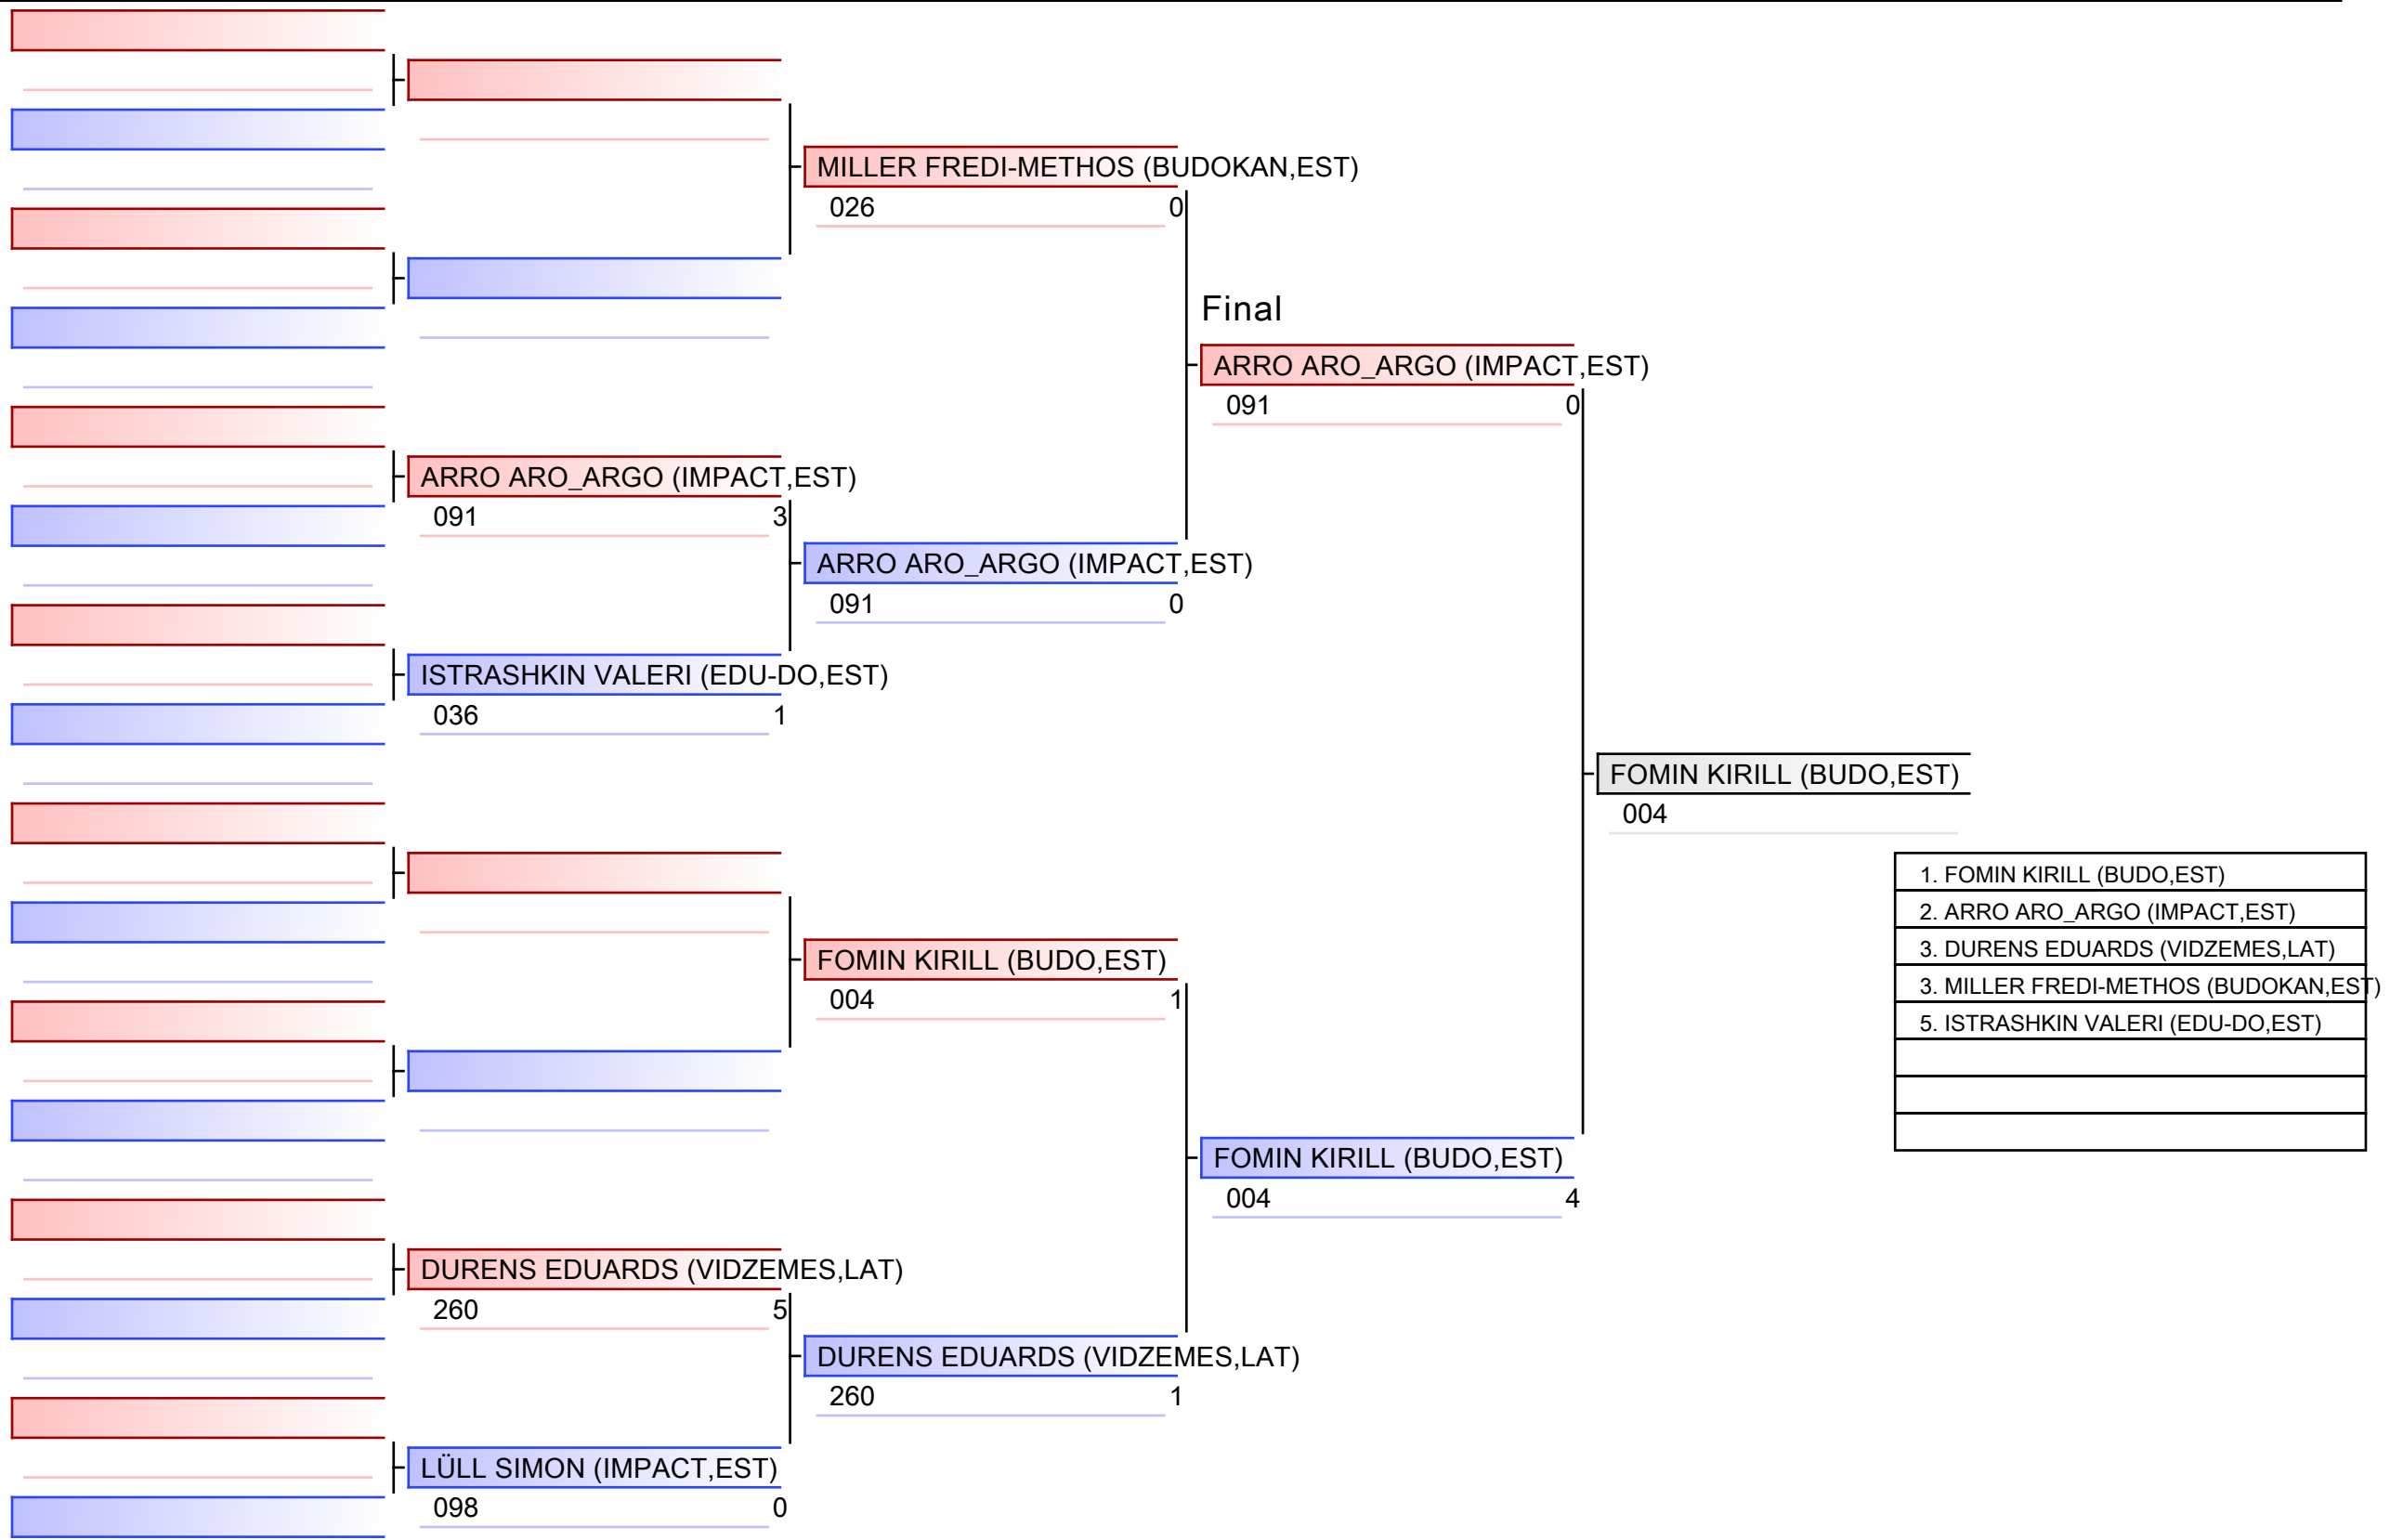 MILLER FREDI-METHOS (BUDOKAN,EST)
026 0
Final
ARRO ARO_ARGO (IMPACT,EST)
091 0
ARRO ARO_ARGO (IMPACT,EST)
091 3
ARRO ARO_ARGO (IMPACT,EST)
091 0
ISTRASHKIN VALERI (EDU-DO,EST)
036 1
FOMIN KIRILL (BUDO,EST)
004
1. FOMIN KIRILL (BUDO,EST)
2. ARRO ARO_ARGO (IMPACT,EST)
3. DURENS EDUARDS (VIDZEMES,LAT)
3. MILLER FREDI-METHOS (BUDOKAN,EST)
5. ISTRASHKIN VALERI (EDU-DO,EST)
FOMIN KIRILL (BUDO,EST)
004 1
FOMIN KIRILL (BUDO,EST)
004 4
DURENS EDUARDS (VIDZEMES,LAT)
260 5
DURENS EDUARDS (VIDZEMES,LAT)
260 1
LÜLL SIMON (IMPACT,EST)
098 0